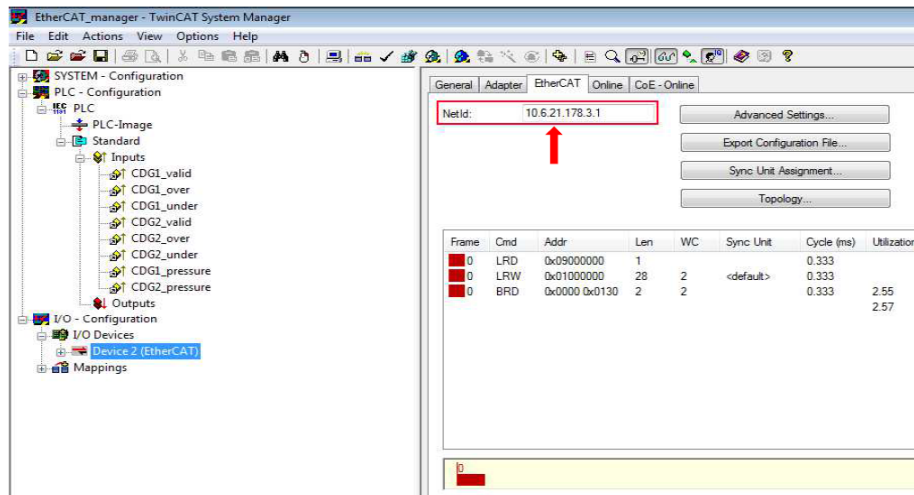 EtherCAT_manager - TwinCAT System Manager
File Edit Actions View Options Help
SYSTEM - Configuration
PLC - Configuration
IEC 1131 PLC
PLC-Image
Standard
Inputs
CDG1_valid
CDG1_over
CDG1_under
CDG2_valid
CDG2_over
CDG2_under
CDG1_pressure
CDG2_pressure
Outputs
I/O - Configuration
I/O Devices
Device 2 (EtherCAT)
Mappings
General Adapter EtherCAT Online CoE - Online
NetId: 10.6.21.178.3.1
Advanced Settings...
Export Configuration File...
Sync Unit Assignment...
Topology...
Frame Cmd Addr Len WC Sync Unit Cycle (ms) Utilization
0 LRD 0x09000000 1 0.333
0 LRW 0x01000000 28 2 <default> 0.333
0 BRD 0x0000 0x0130 2 2 0.333 2.55
2.57
0